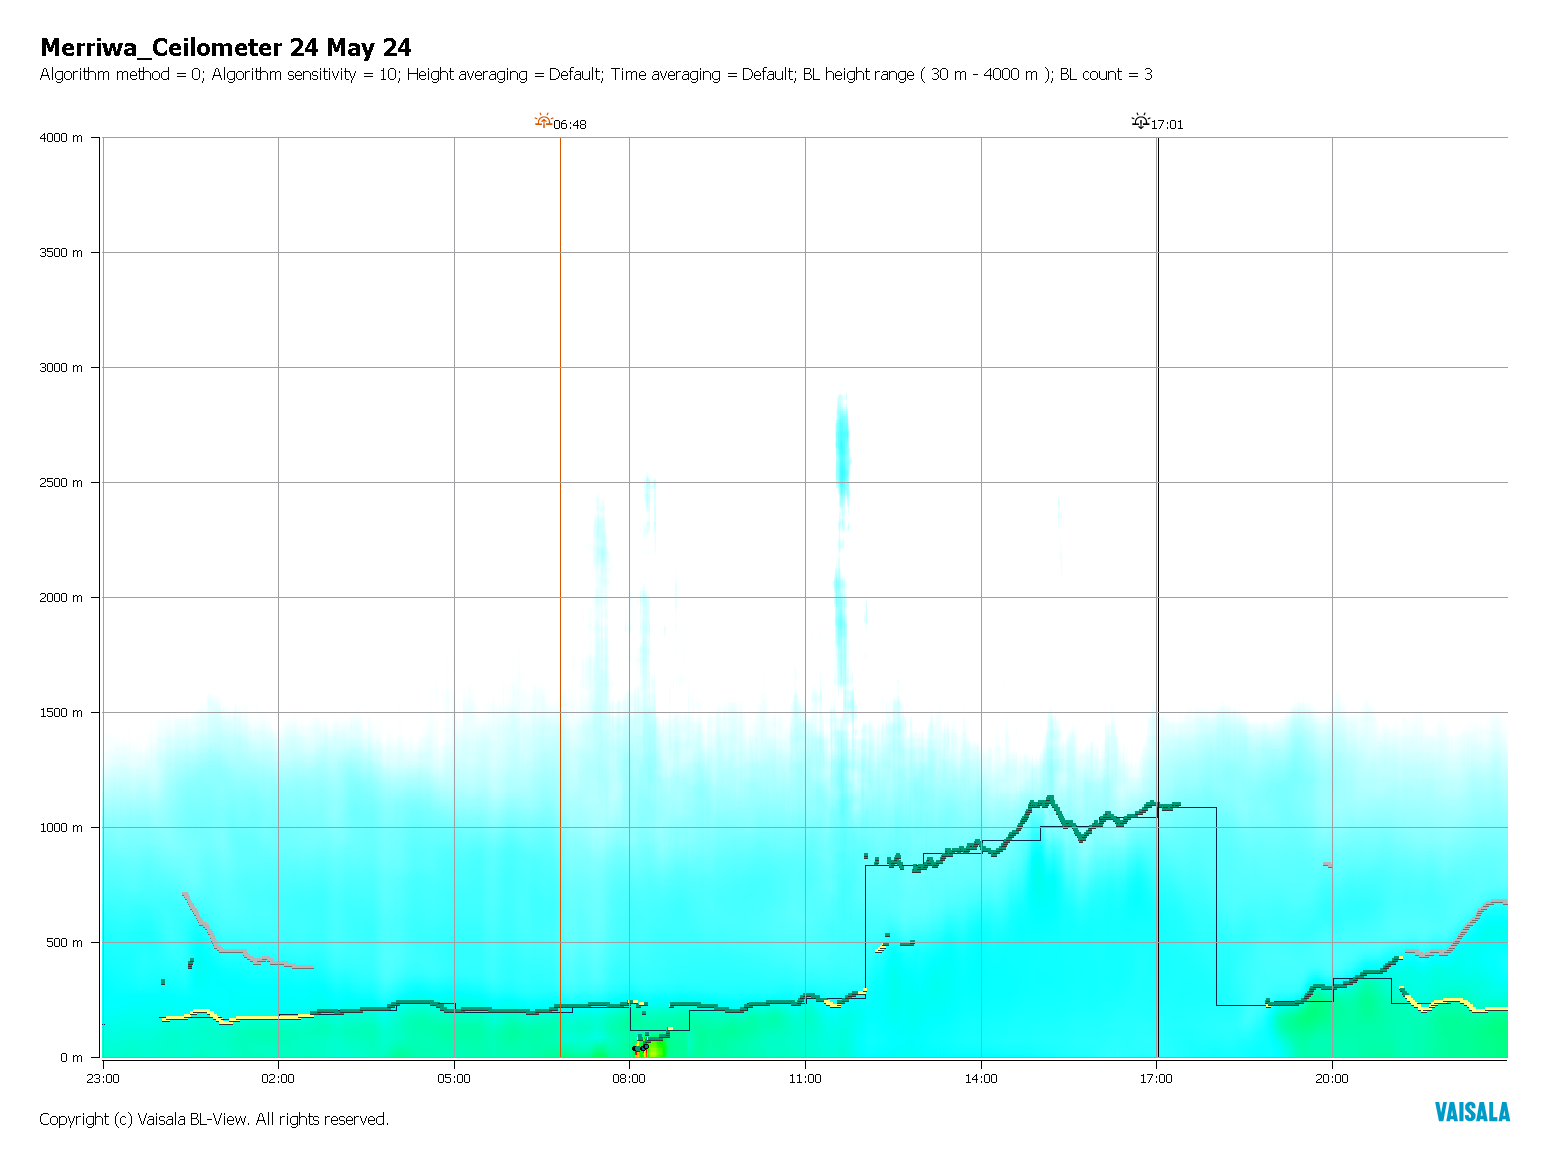 Merriwa_Ceilometer 24 May 24
Algorithm method = 0; Algorithm sensitivity = 10; Height averaging = Default; Time averaging = Default; BL height range ( 30 m - 4000 m ); BL count = 3
06:48
17:01
4000 m
3500 m
3000 m
2500 m
2000 m
1500 m
1000 m
500 m
0 m
23:00
02:00
05:00
08:00
11:00
14:00
17:00
20:00
Copyright (c) Vaisala BL-View. All rights reserved.
VAISALA